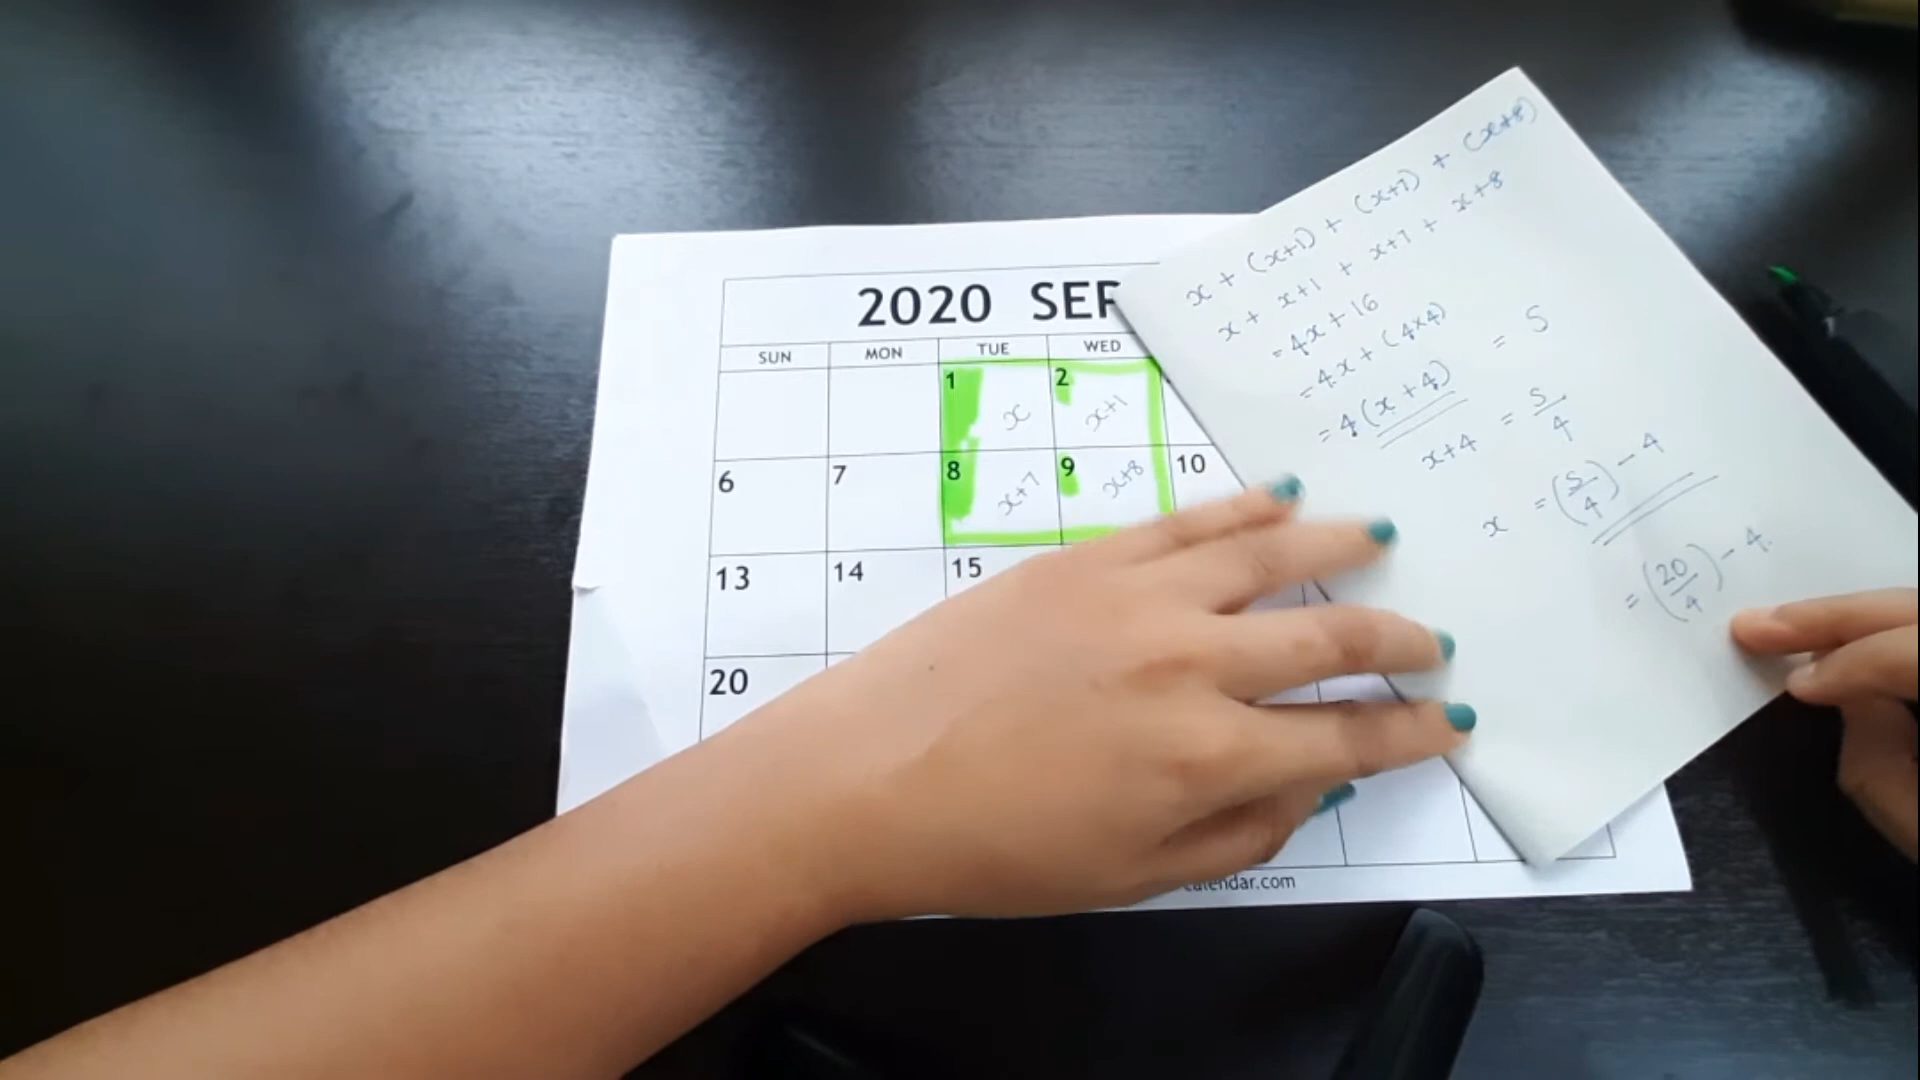 2020 SEP
SUN MON TUE WED
1 2
x x+1
6 7 8 9 10
x+7 x+8
13 14 15
20
calendar.com
x + (x+1) + (x+7) + (x+8)
x + x+1 + x+7 + x+8
= 4x + 16
= 4x + (4×4)
= 4(x+4) = S
x+4 = S/4
x = (S/4) - 4
= (20/4) - 4